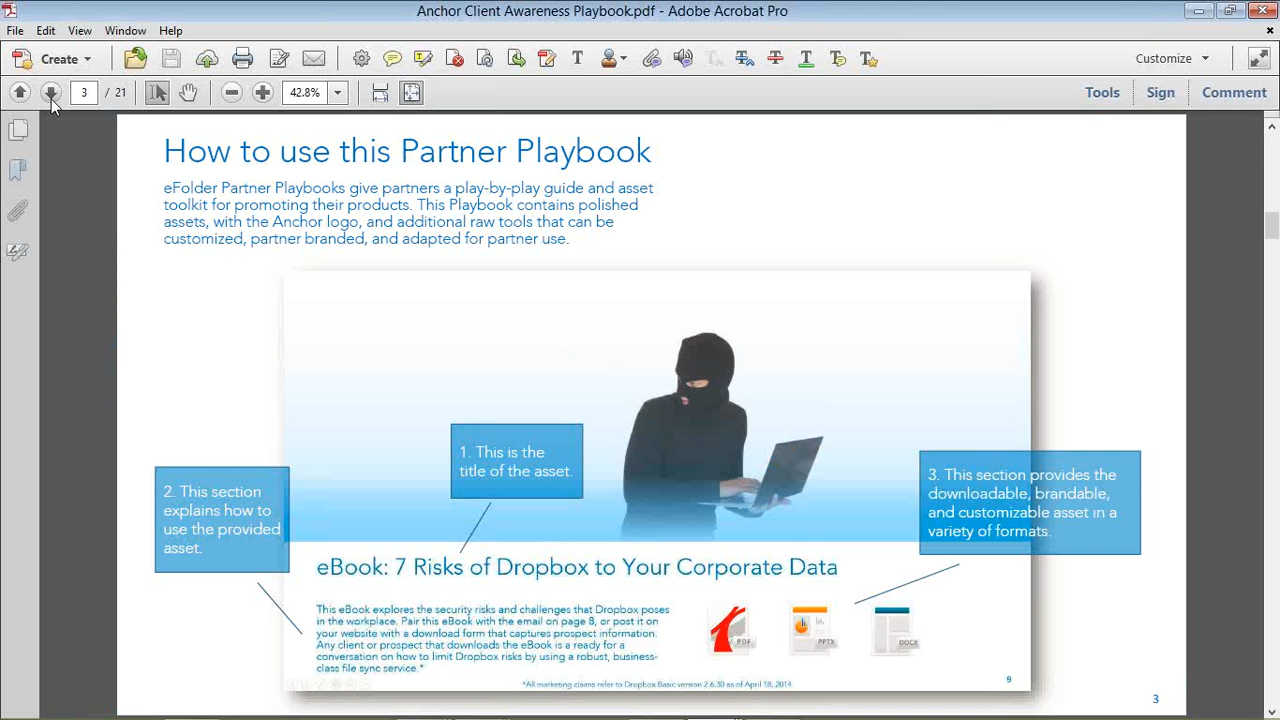 Anchor Client Awareness Playbook.pdf - Adobe Acrobat Pro
File Edit View Window Help
Create
Customize
3 / 21
42.8%
Tools Sign Comment
How to use this Partner Playbook
eFolder Partner Playbooks give partners a play-by-play guide and asset
toolkit for promoting their products. This Playbook contains polished
assets, with the Anchor logo, and additional raw tools that can be
customized, partner branded, and adapted for partner use.
1. This is the
title of the asset.
2. This section
explains how to
use the provided
asset.
3. This section provides the
downloadable, brandable,
and customizable asset in a
variety of formats.
eBook: 7 Risks of Dropbox to Your Corporate Data
This eBook explores the security risks and challenges that Dropbox poses
in the workplace. Pair this eBook with the email on page 8, or post it on
your website with a download form that captures prospect information.
Any client or prospect that downloads the eBook is a ready for a
conversation on how to limit Dropbox risks by using a robust, business-
class file sync service.*
PDF
PPTX
DOCX
*All marketing claims refer to Dropbox Basic version 2.6.30 as of April 18, 2014.
9
3